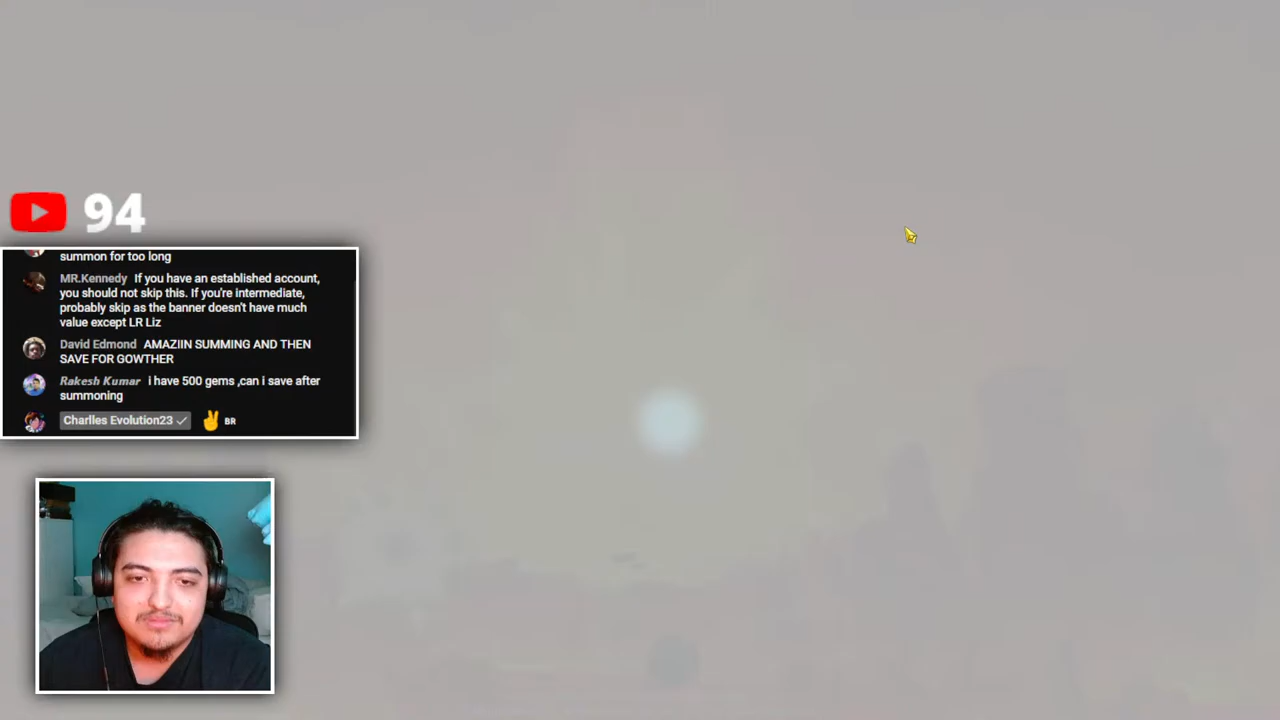 94
summon for too long
MR.Kennedy If you have an established account,
you should not skip this. If you're intermediate,
probably skip as the banner doesn't have much
value except LR Liz
David Edmond AMAZIIN SUMMING AND THEN
SAVE FOR GOWTHER
Rakesh Kumar i have 500 gems ,can i save after
summoning
Charlles Evolution23 ✓ ✌ BR